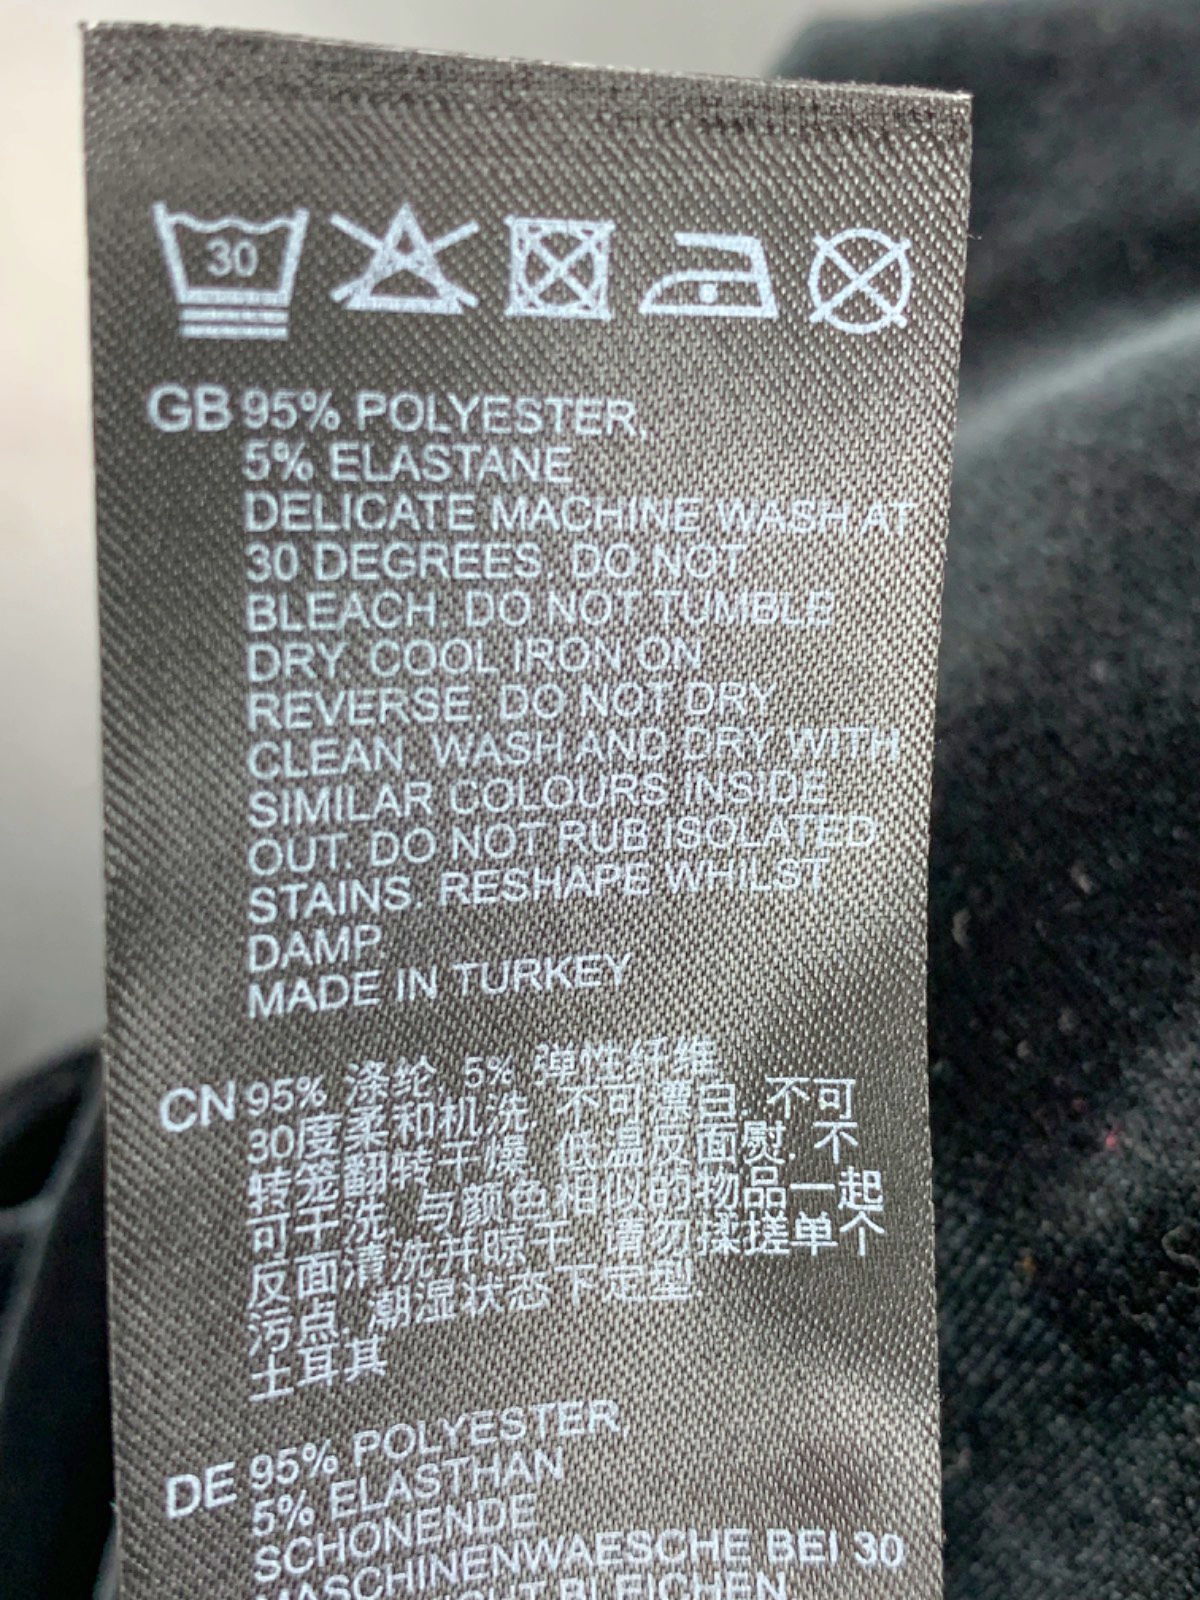 30
GB 95% POLYESTER,
5% ELASTANE
DELICATE MACHINE WASH AT
30 DEGREES. DO NOT
BLEACH. DO NOT TUMBLE
DRY. COOL IRON ON
REVERSE. DO NOT DRY
CLEAN. WASH AND DRY WITH
SIMILAR COLOURS INSIDE
OUT. DO NOT RUB ISOLATED
STAINS. RESHAPE WHILST
DAMP.
MADE IN TURKEY
CN 95% 涤纶, 5% 弹性纤维
30度柔和机洗. 不可漂白. 不可
转笼翻转干燥. 低温反面熨. 不
可干洗. 与颜色相似的物品一起
反面清洗并晾干. 请勿揉搓单个
污点. 潮湿状态下定型
土耳其
DE 95% POLYESTER,
5% ELASTHAN
SCHONENDE
MASCHINENWAESCHE BEI 30
BLEICHEN